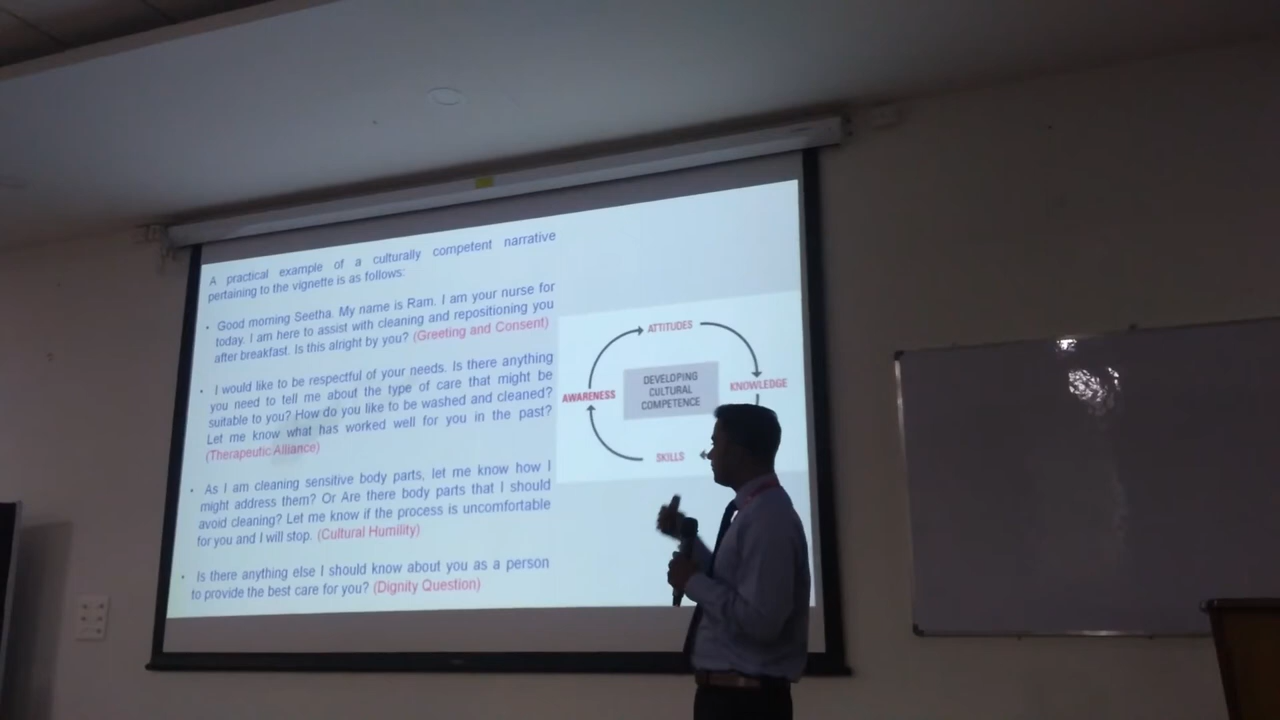 A practical example of a culturally competent narrative
pertaining to the vignette is as follows:
• Good morning Seetha. My name is Ram. I am your nurse for
today. I am here to assist with cleaning and repositioning you
after breakfast. Is this alright by you? (Greeting and Consent)
• I would like to be respectful of your needs. Is there anything
you need to tell me about the type of care that might be
suitable to you? How do you like to be washed and cleaned?
Let me know what has worked well for you in the past?
(Therapeutic Alliance)
• As I am cleaning sensitive body parts, let me know how I
might address them? Or Are there body parts that I should
avoid cleaning? Let me know if the process is uncomfortable
for you and I will stop. (Cultural Humility)
• Is there anything else I should know about you as a person
to provide the best care for you? (Dignity Question)
ATTITUDES
KNOWLEDGE
SKILLS
AWARENESS
DEVELOPING
CULTURAL
COMPETENCE